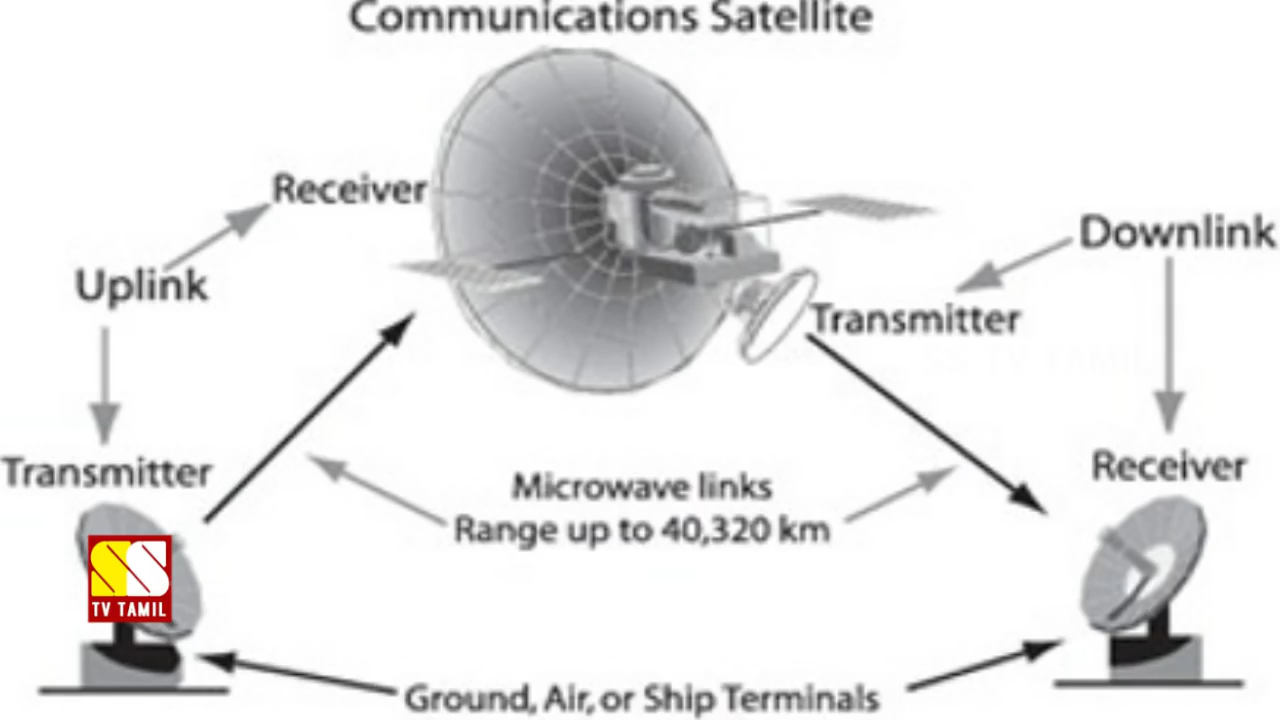 Communications Satellite
Receiver
Downlink
Uplink
Transmitter
Transmitter
Receiver
Microwave links
Range up to 40,320 km
SS
TV TAMIL
Ground, Air, or Ship Terminals